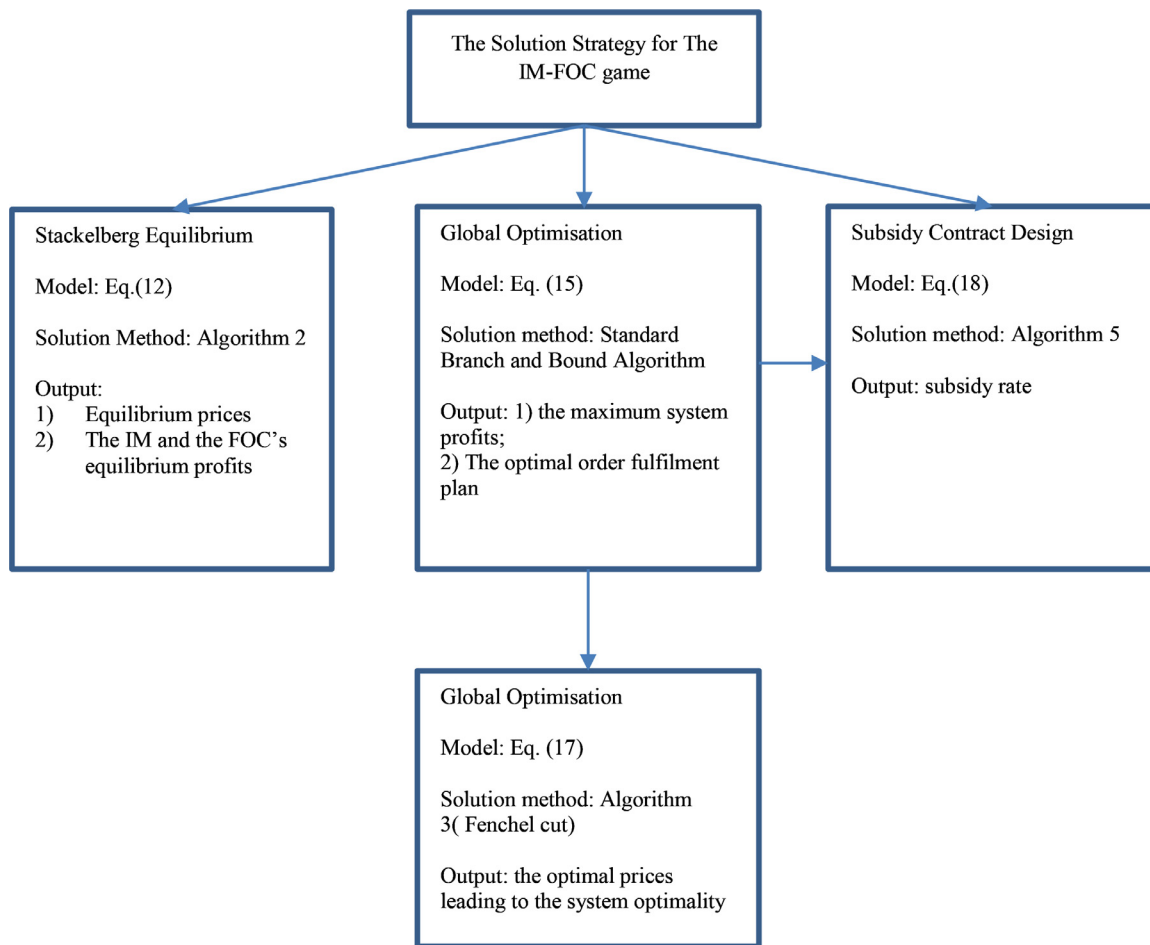 The Solution Strategy for The
IM-FOC game
Stackelberg Equilibrium
Model: Eq.(12)
Solution Method: Algorithm 2
Output:
1) Equilibrium prices
2) The IM and the FOC's
equilibrium profits
Global Optimisation
Model: Eq. (15)
Solution method: Standard
Branch and Bound Algorithm
Output: 1) the maximum system
profits;
2) The optimal order fulfilment
plan
Subsidy Contract Design
Model: Eq.(18)
Solution method: Algorithm 5
Output: subsidy rate
Global Optimisation
Model: Eq. (17)
Solution method: Algorithm
3( Fenchel cut)
Output: the optimal prices
leading to the system optimality